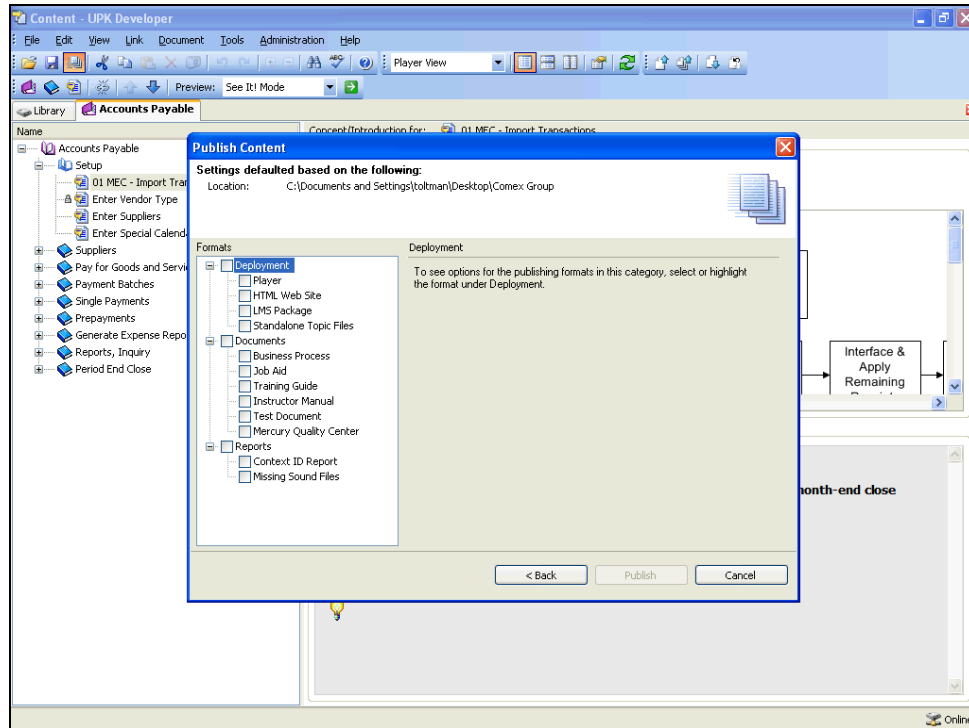 Content - UPK Developer
File Edit View Link Document Tools Administration Help
Player View
Preview: See It! Mode
Library Accounts Payable
Name
Accounts Payable
Setup
01 MEC - Import Tran
Enter Vendor Type
Enter Suppliers
Enter Special Calenda
Suppliers
Pay for Goods and Servi
Payment Batches
Single Payments
Prepayments
Generate Expense Repo
Reports, Inquiry
Period End Close
Concept/Introduction for: 01 MEC - Import Transactions
Publish Content
Settings defaulted based on the following:
Location: C:\Documents and Settings\toltman\Desktop\Comex Group
Formats
Deployment
Player
HTML Web Site
LMS Package
Standalone Topic Files
Documents
Business Process
Job Aid
Training Guide
Instructor Manual
Test Document
Mercury Quality Center
Reports
Context ID Report
Missing Sound Files
Deployment
To see options for the publishing formats in this category, select or highlight
the format under Deployment.
< Back Publish Cancel
Interface &
Apply
Remaining
month-end close
Online